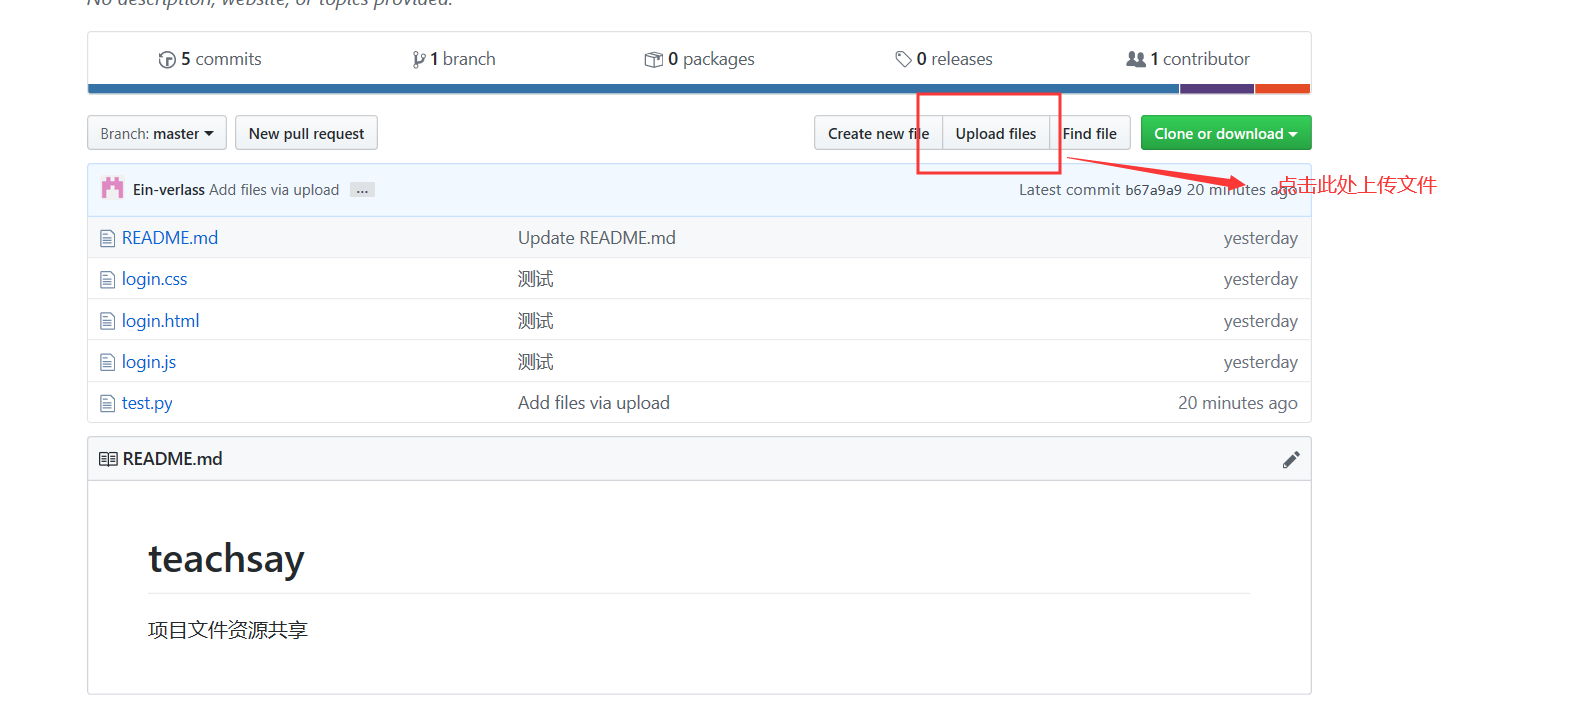 No description, website, or topics provided.
5 commits 1 branch 0 packages 0 releases 1 contributor
Branch: master New pull request Create new file Upload files Find file Clone or download
Ein-verlass Add files via upload ... Latest commit b67a9a9 20 minutes ago
点击此处上传文件
README.md Update README.md yesterday
login.css 测试 yesterday
login.html 测试 yesterday
login.js 测试 yesterday
test.py Add files via upload 20 minutes ago
README.md
teachsay
项目文件资源共享